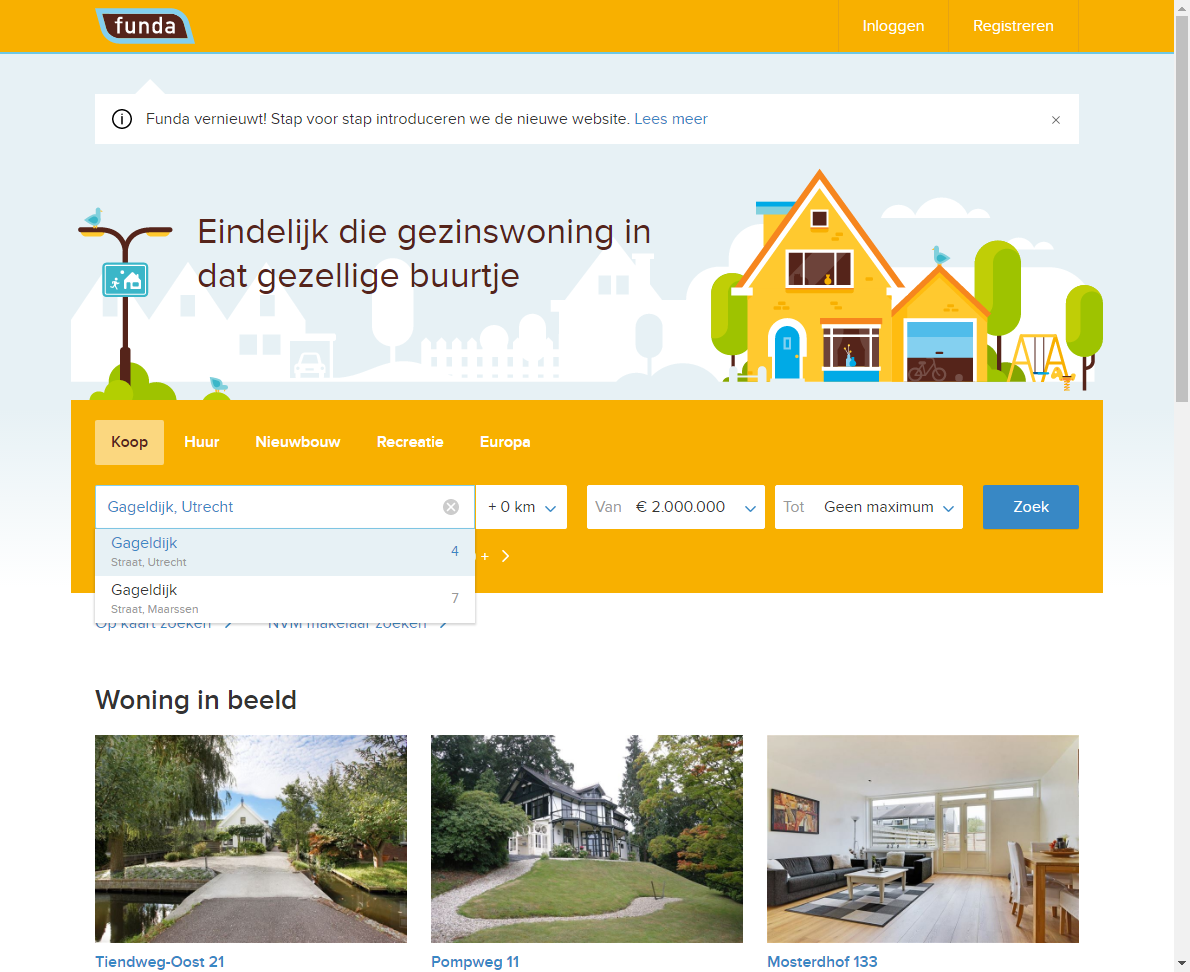 funda
Inloggen
Registreren
Funda vernieuwt! Stap voor stap introduceren we de nieuwe website. Lees meer
Eindelijk die gezinswoning in
dat gezellige buurtje
Koop
Huur
Nieuwbouw
Recreatie
Europa
Gageldijk, Utrecht
+ 0 km
Van € 2.000.000
Tot Geen maximum
Zoek
Gageldijk
4
Straat, Utrecht
+
Gageldijk
7
Straat, Maarssen
Op kaart zoeken
NVM makelaar zoeken
Woning in beeld
Tiendweg-Oost 21
Pompweg 11
Mosterdhof 133